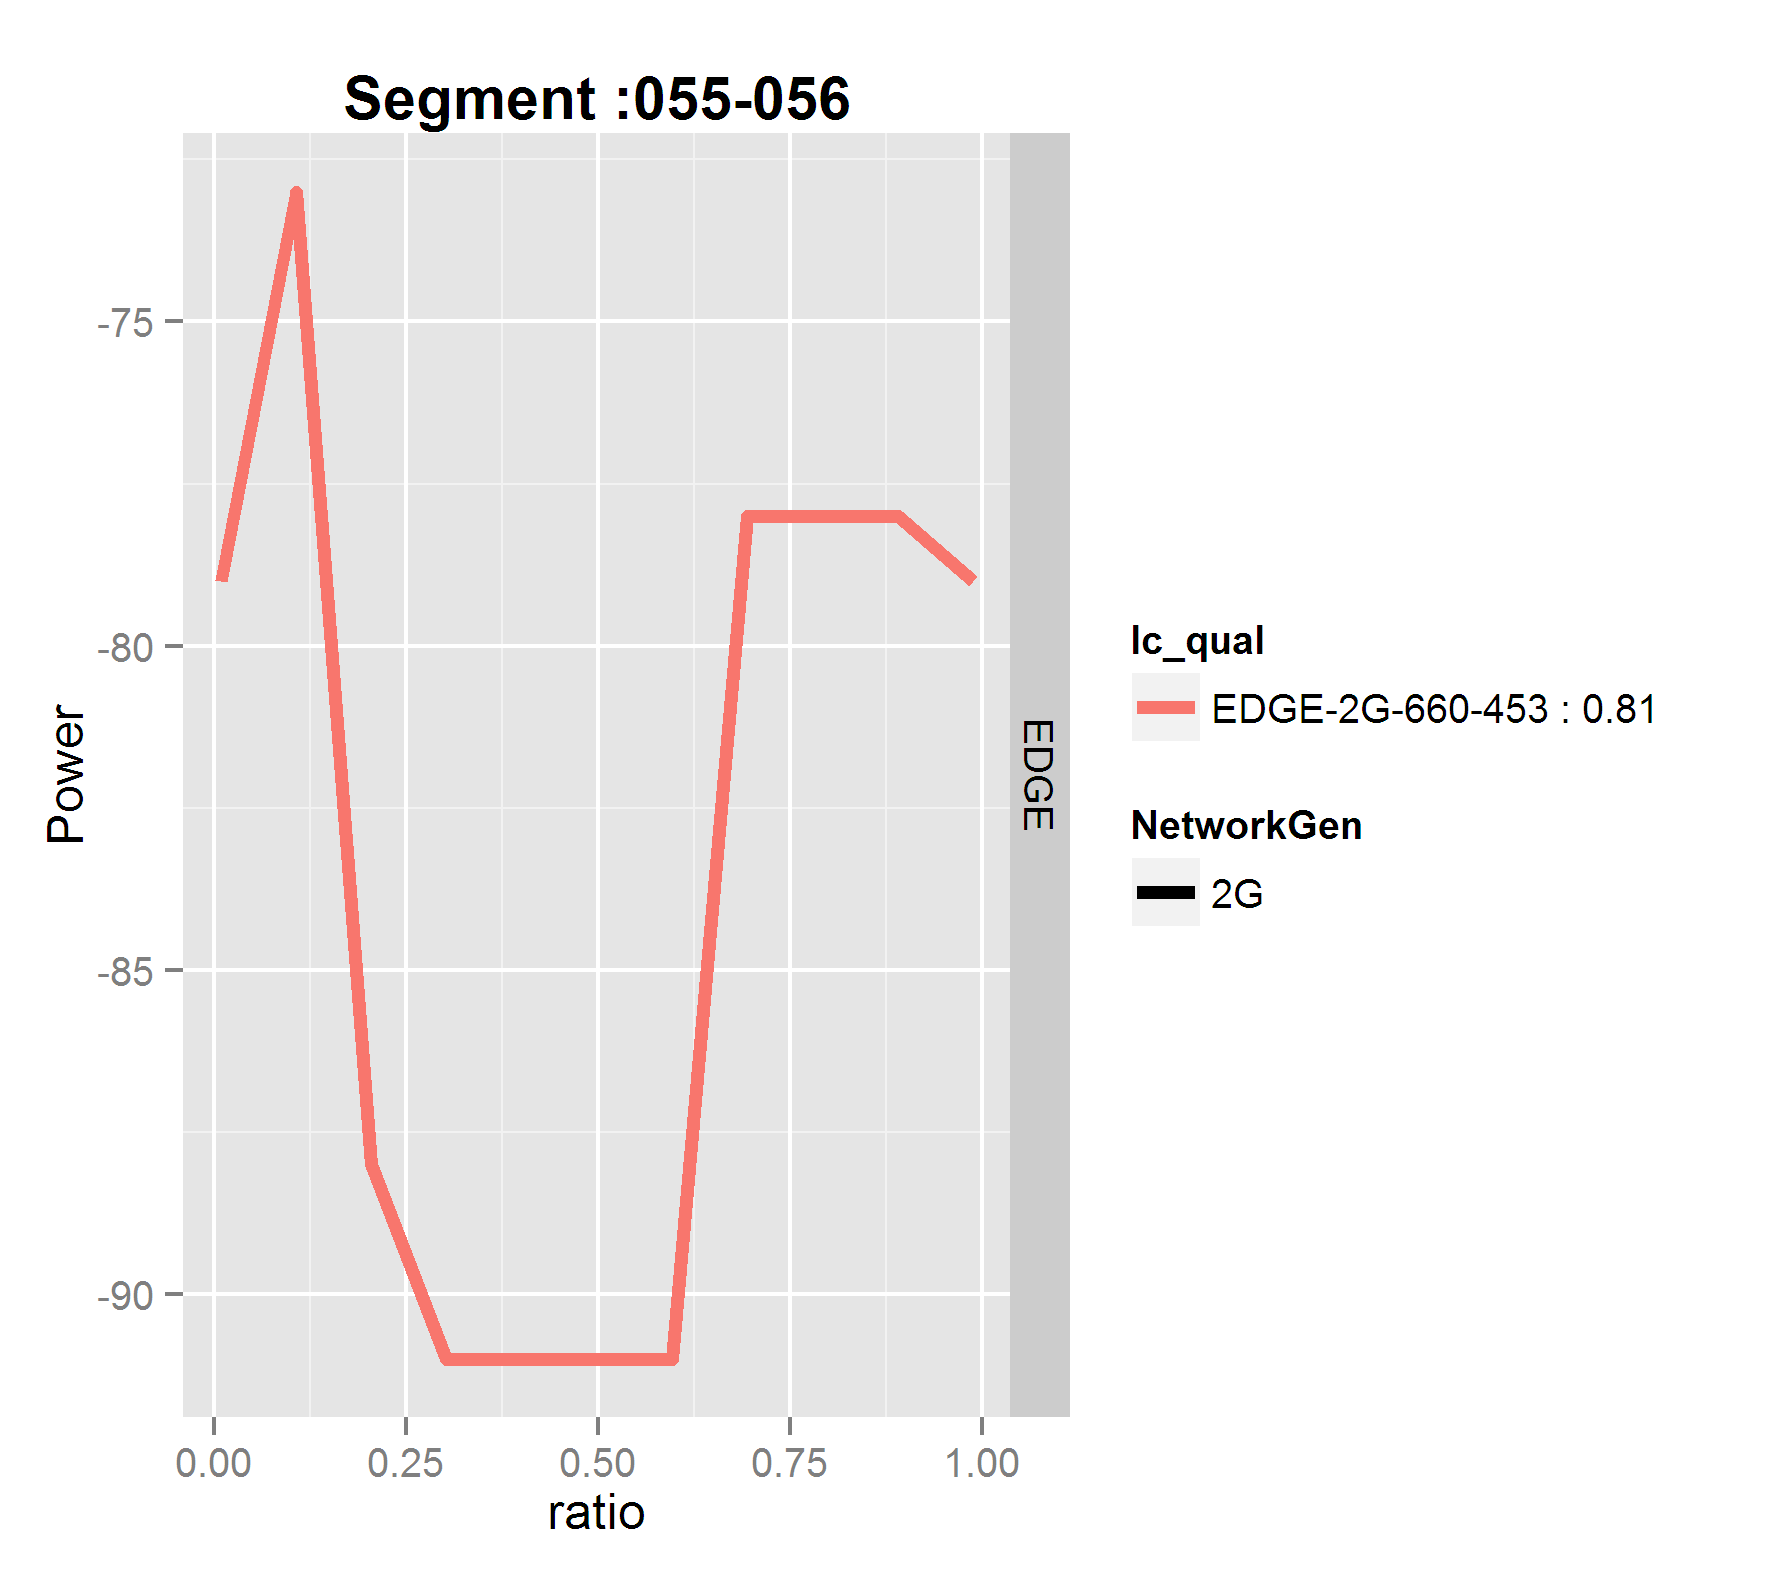 Segment :055-056
-75
-80
-85
-90
Power
0.00 0.25 0.50 0.75 1.00
ratio
EDGE
lc_qual
EDGE-2G-660-453 : 0.81
NetworkGen
2G